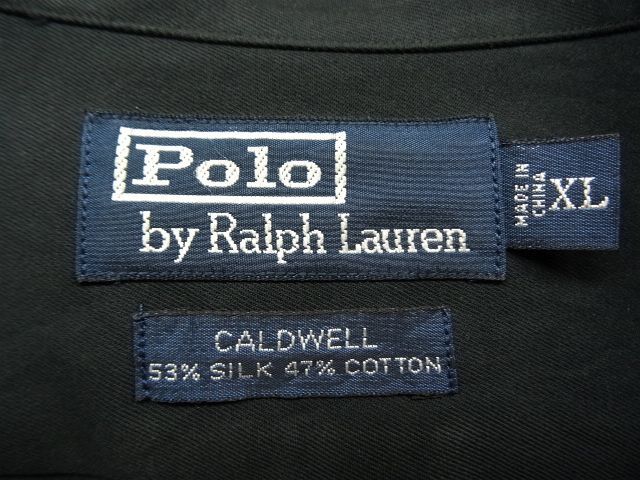 Polo
by Ralph Lauren
MADE IN
CHINA
XL
CALDWELL
53% SILK 47% COTTON